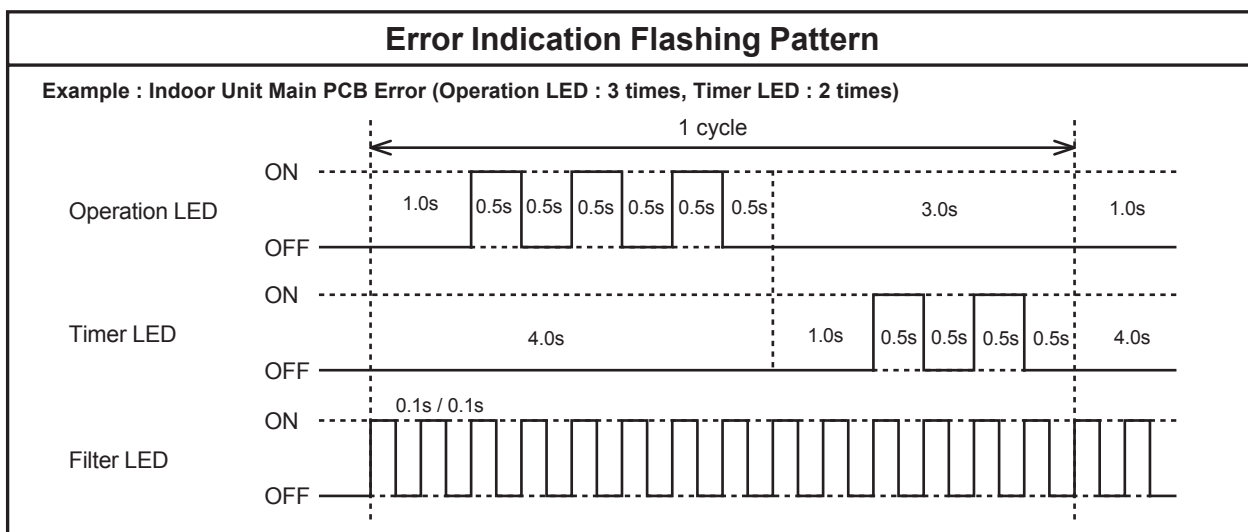 Error Indication Flashing Pattern
Example : Indoor Unit Main PCB Error (Operation LED : 3 times, Timer LED : 2 times)
1 cycle
ON
Operation LED
1.0s 0.5s 0.5s 0.5s 0.5s 0.5s 0.5s 3.0s 1.0s
OFF
ON
Timer LED
4.0s 1.0s 0.5s 0.5s 0.5s 0.5s 4.0s
OFF
0.1s / 0.1s
ON
Filter LED
OFF